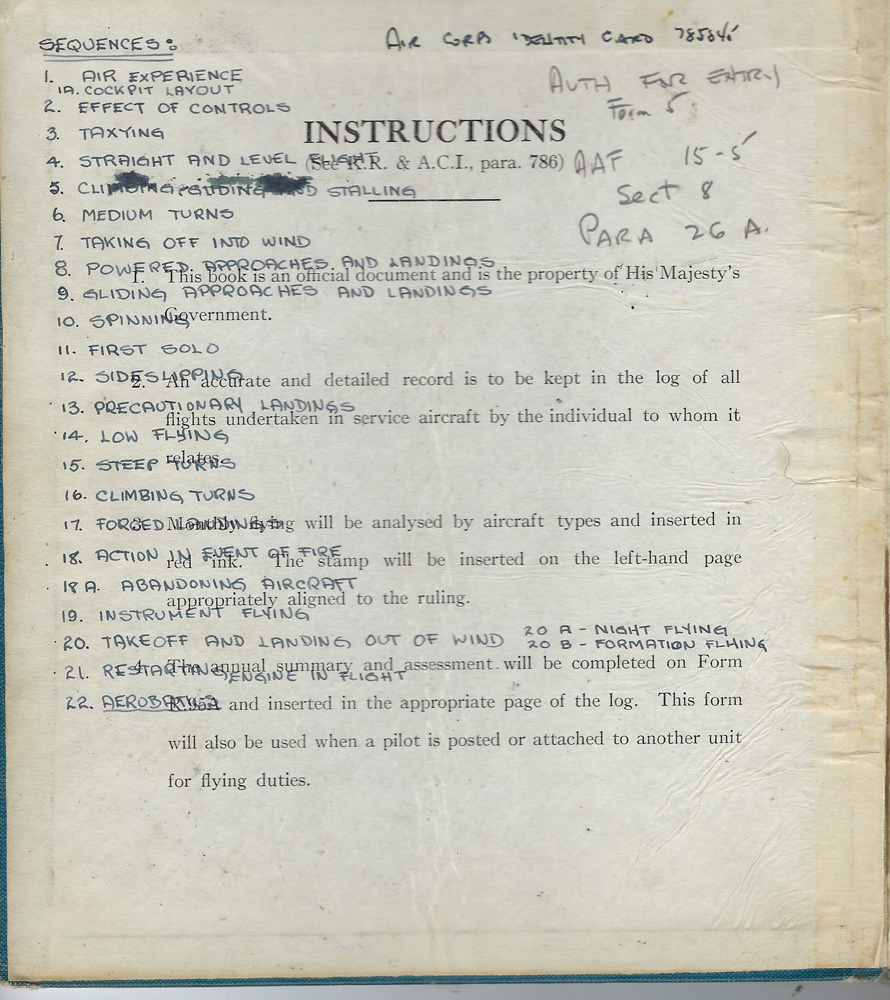 SEQUENCES:
AIR CORP IDENTITY CARD
AUTH FOR ENTRY
Form 5.
AAF 15-5
Sect 8
PARA 26 A.
1. AIR EXPERIENCE
1A. COCKPIT LAYOUT
2. EFFECT OF CONTROLS
3. TAXYING
4. STRAIGHT AND LEVEL FLIGHT
5. CLIMBING, GLIDING AND STALLING
6. MEDIUM TURNS
7. TAKING OFF INTO WIND
8. POWERED APPROACHES AND LANDINGS
9. GLIDING APPROACHES AND LANDINGS
10. SPINNING
11. FIRST SOLO
12. SIDESLIPPING
13. PRECAUTIONARY LANDINGS
14. LOW FLYING
15. STEEP TURNS
16. CLIMBING TURNS
17. FORCED LANDINGS
18. ACTION IN EVENT OF FIRE
18 A. ABANDONING AIRCRAFT
19. INSTRUMENT FLYING
20. TAKEOFF AND LANDING OUT OF WIND
20 A - NIGHT FLYING
20 B - FORMATION FLYING
21. RESTARTING ENGINE IN FLIGHT
22. AEROBATICS
INSTRUCTIONS
(See K.R. & A.C.I., para. 786)
1. This book is an official document and is the property of His Majesty's
Government.
2. An accurate and detailed record is to be kept in the log of all
flights undertaken in service aircraft by the individual to whom it
relates.
3. Monthly flying will be analysed by aircraft types and inserted in
red ink. The stamp will be inserted on the left-hand page
appropriately aligned to the ruling.
4. The annual summary and assessment will be completed on Form
and inserted in the appropriate page of the log. This form
will also be used when a pilot is posted or attached to another unit
for flying duties.